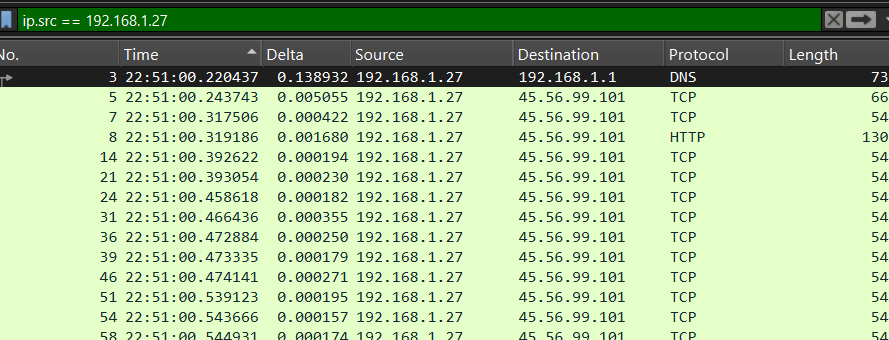 ip.src == 192.168.1.27
No. Time Delta Source Destination Protocol Length
3 22:51:00.220437 0.138932 192.168.1.27 192.168.1.1 DNS 73
5 22:51:00.243743 0.005055 192.168.1.27 45.56.99.101 TCP 66
7 22:51:00.317506 0.000422 192.168.1.27 45.56.99.101 TCP 54
8 22:51:00.319186 0.001680 192.168.1.27 45.56.99.101 HTTP 130
14 22:51:00.392622 0.000194 192.168.1.27 45.56.99.101 TCP 54
21 22:51:00.393054 0.000230 192.168.1.27 45.56.99.101 TCP 54
24 22:51:00.458618 0.000182 192.168.1.27 45.56.99.101 TCP 54
31 22:51:00.466436 0.000355 192.168.1.27 45.56.99.101 TCP 54
36 22:51:00.472884 0.000250 192.168.1.27 45.56.99.101 TCP 54
39 22:51:00.473335 0.000179 192.168.1.27 45.56.99.101 TCP 54
46 22:51:00.474141 0.000271 192.168.1.27 45.56.99.101 TCP 54
51 22:51:00.539123 0.000195 192.168.1.27 45.56.99.101 TCP 54
54 22:51:00.543666 0.000157 192.168.1.27 45.56.99.101 TCP 54
58 22:51:00.544931 0.000174 192.168.1.27 45.56.99.101 TCP 54